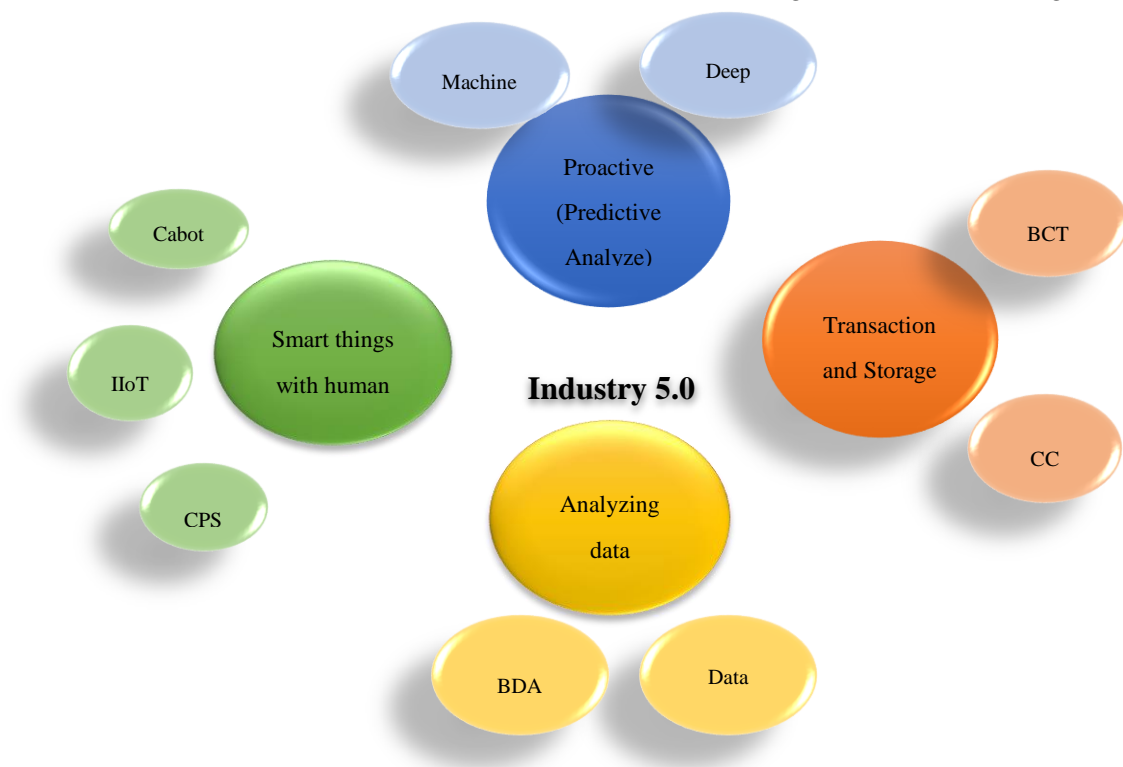 Machine
Deep
Proactive
(Predictive
Analyze)
Cabot
BCT
Smart things
with human
Transaction
and Storage
IIoT
Industry 5.0
CC
Analyzing
data
CPS
BDA
Data